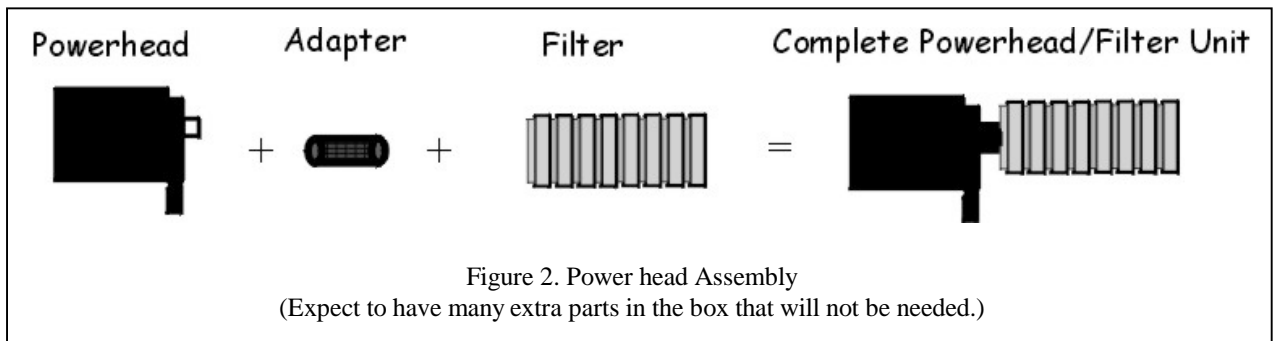 Powerhead Adapter Filter Complete Powerhead/Filter Unit
+ + =
Figure 2. Power head Assembly
(Expect to have many extra parts in the box that will not be needed.)